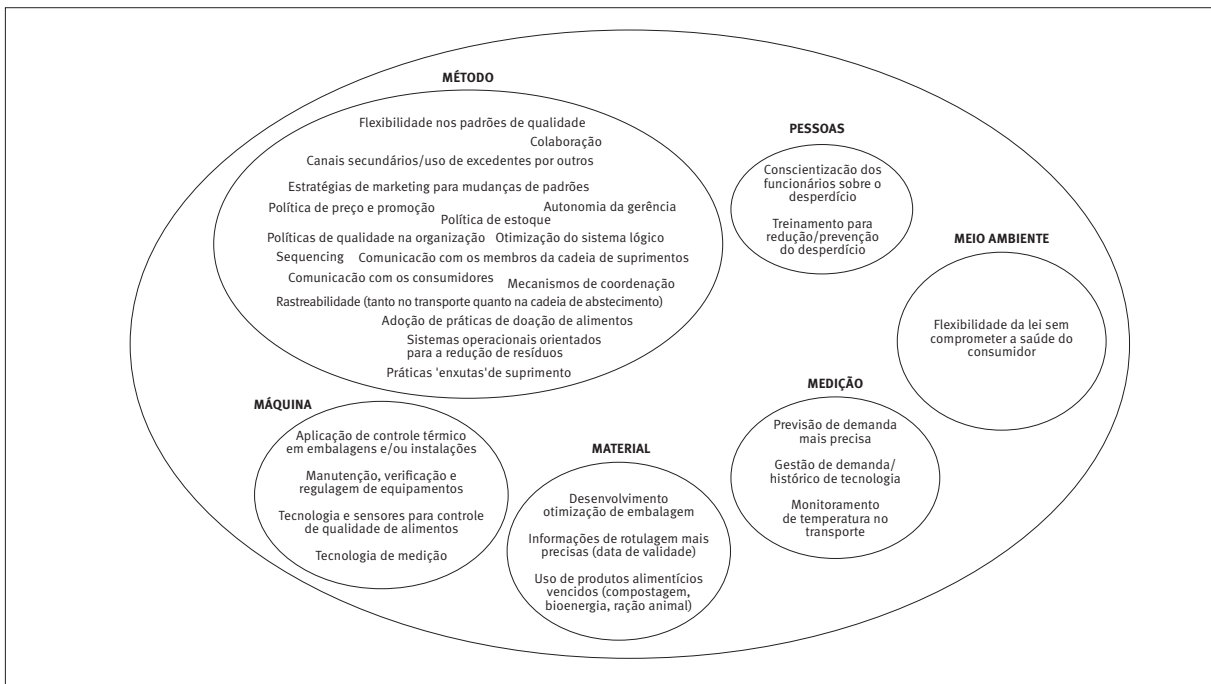 MÉTODO
Flexibilidade nos padrões de qualidade
Colaboração
Canais secundários/uso de excedentes por outros
Estratégias de marketing para mudanças de padrões
Política de preço e promoção
Autonomia da gerência
Política de estoque
Políticas de qualidade na organização
Otimização do sistema lógico
Sequencing
Comunicacão com os membros da cadeia de suprimentos
Comunicacão com os consumidores
Mecanismos de coordenação
Rastreabilidade (tanto no transporte quanto na cadeia de abastecimento)
Adoção de práticas de doação de alimentos
Sistemas operacionais orientados
para a redução de resíduos
Práticas 'enxutas'de suprimento
PESSOAS
Conscientizacão dos
funcionários sobre o
desperdício
Treinamento para
redução/prevenção
do desperdício
MEIO AMBIENTE
Flexibilidade da lei sem
comprometer a saúde do
consumidor
MÁQUINA
Aplicação de controle térmico
em embalagens e/ou instalações
Manutenção, verificação e
regulagem de equipamentos
Tecnologia e sensores para controle
de qualidade de alimentos
Tecnologia de medição
MATERIAL
Desenvolvimento
otimização de embalagem
Informações de rotulagem mais
precisas (data de validade)
Uso de produtos alimentícios
vencidos (compostagem,
bioenergia, ração animal)
MEDIÇÃO
Previsão de demanda
mais precisa
Gestão de demanda/
histórico de tecnologia
Monitoramento
de temperatura no
transporte